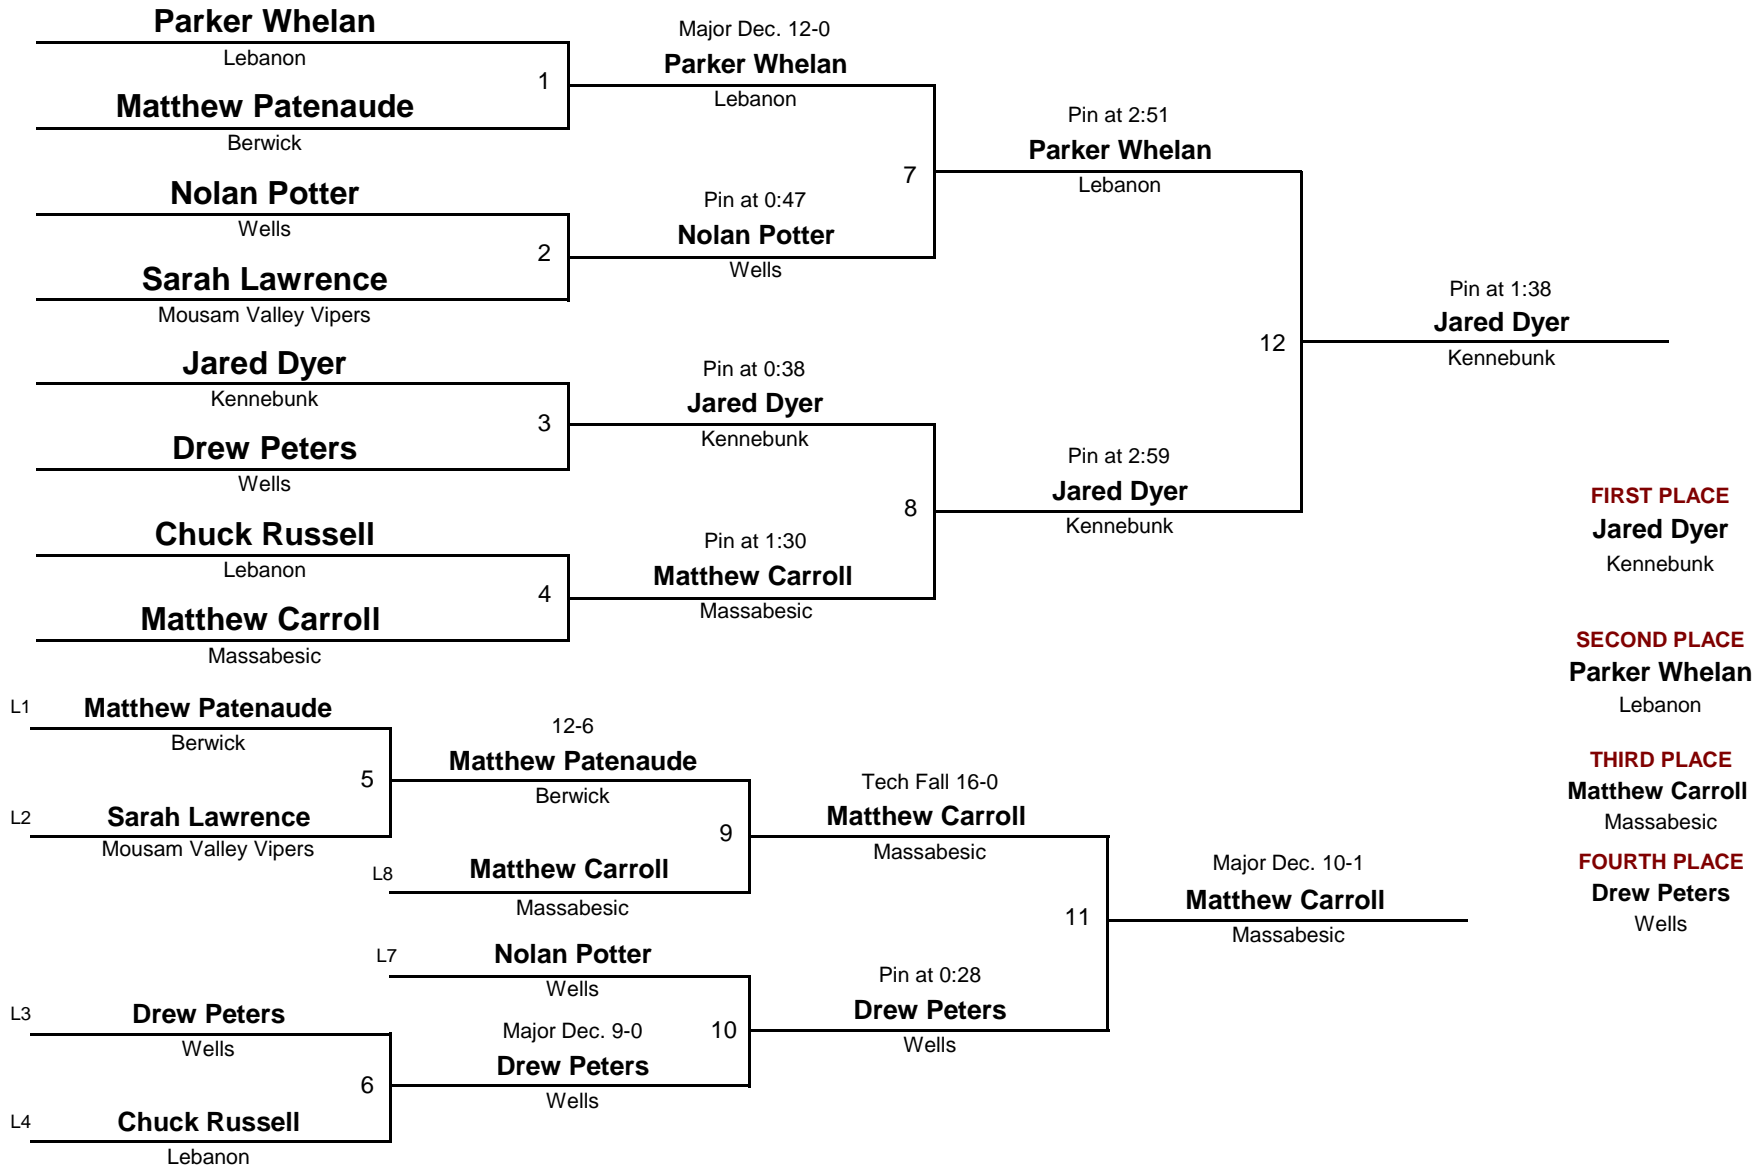 Parker Whelan
Lebanon
1
Matthew Patenaude
Berwick
Nolan Potter
Wells
2
Sarah Lawrence
Mousam Valley Vipers
Jared Dyer
Kennebunk
3
Drew Peters
Wells
Chuck Russell
Lebanon
4
Matthew Carroll
Massabesic
Major Dec. 12-0
Parker Whelan
Lebanon
7
Pin at 0:47
Nolan Potter
Wells
Pin at 0:38
Jared Dyer
Kennebunk
8
Pin at 1:30
Matthew Carroll
Massabesic
Pin at 2:51
Parker Whelan
Lebanon
12
Pin at 2:59
Jared Dyer
Kennebunk
Pin at 1:38
Jared Dyer
Kennebunk
FIRST PLACE
Jared Dyer
Kennebunk
SECOND PLACE
Parker Whelan
Lebanon
THIRD PLACE
Matthew Carroll
Massabesic
FOURTH PLACE
Drew Peters
Wells
L1
Matthew Patenaude
Berwick
5
L2
Sarah Lawrence
Mousam Valley Vipers
12-6
Matthew Patenaude
Berwick
9
L8
Matthew Carroll
Massabesic
L7
Nolan Potter
Wells
10
L3
Drew Peters
Wells
6
L4
Chuck Russell
Lebanon
Major Dec. 9-0
Drew Peters
Wells
Tech Fall 16-0
Matthew Carroll
Massabesic
11
Pin at 0:28
Drew Peters
Wells
Major Dec. 10-1
Matthew Carroll
Massabesic